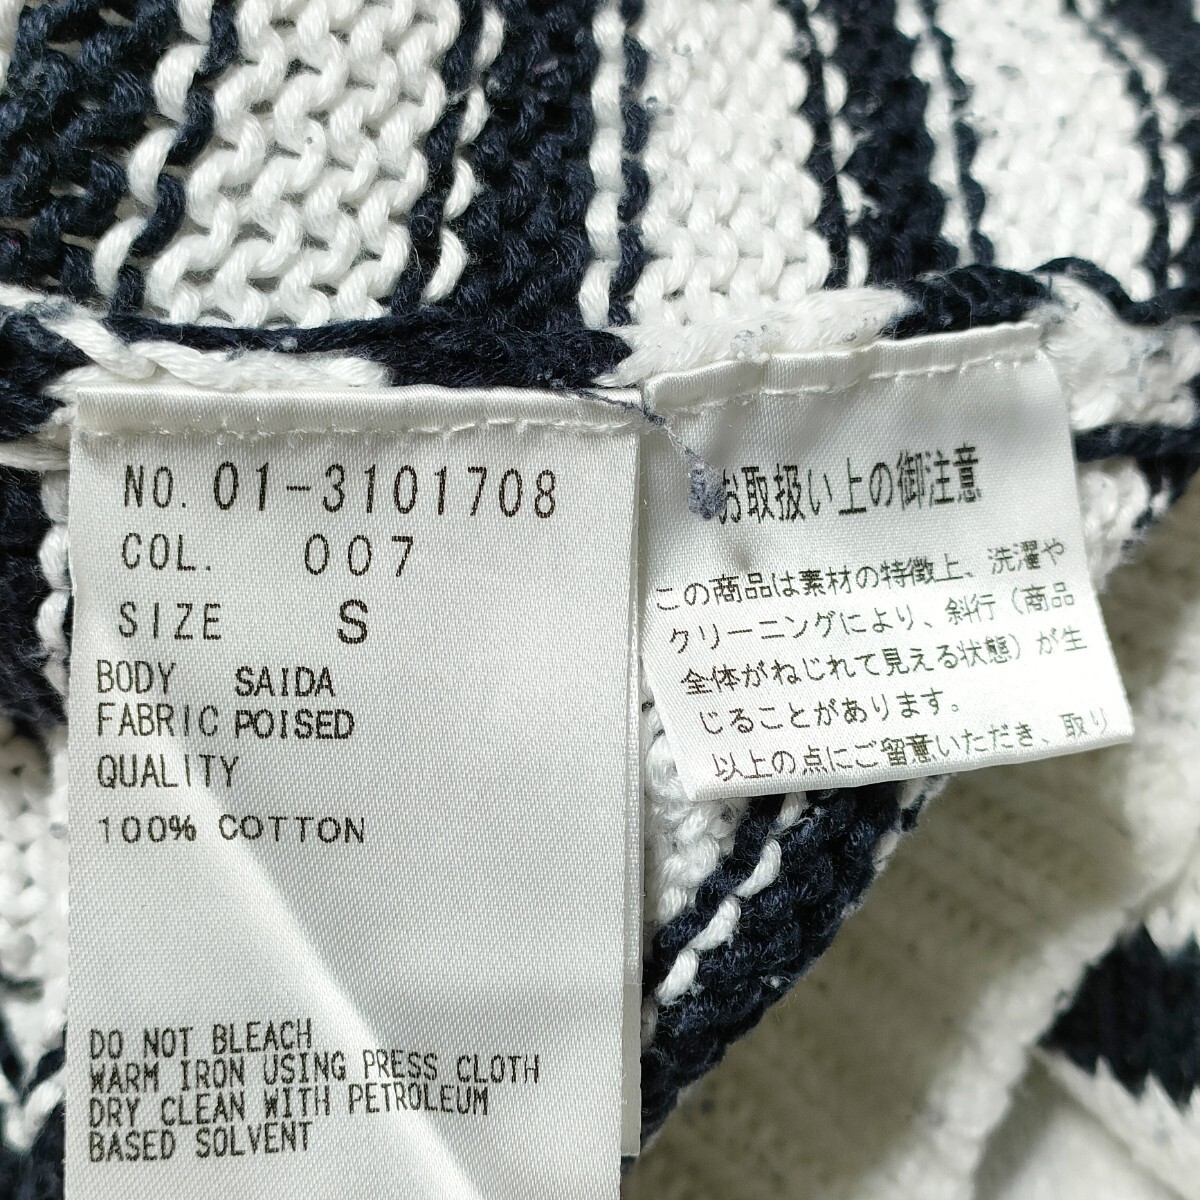 NO. 01-3101708
COL. 007
SIZE S
BODY SAIDA
FABRIC POISED
QUALITY
100% COTTON
DO NOT BLEACH
WARM IRON USING PRESS CLOTH
DRY CLEAN WITH PETROLEUM
BASED SOLVENT
お取扱い上の御注意
この商品は素材の特徴上、洗濯や
クリーニングにより、斜行（商品
全体がねじれて見える状態）が生
じることがあります。
以上の点にご留意いただき、取り